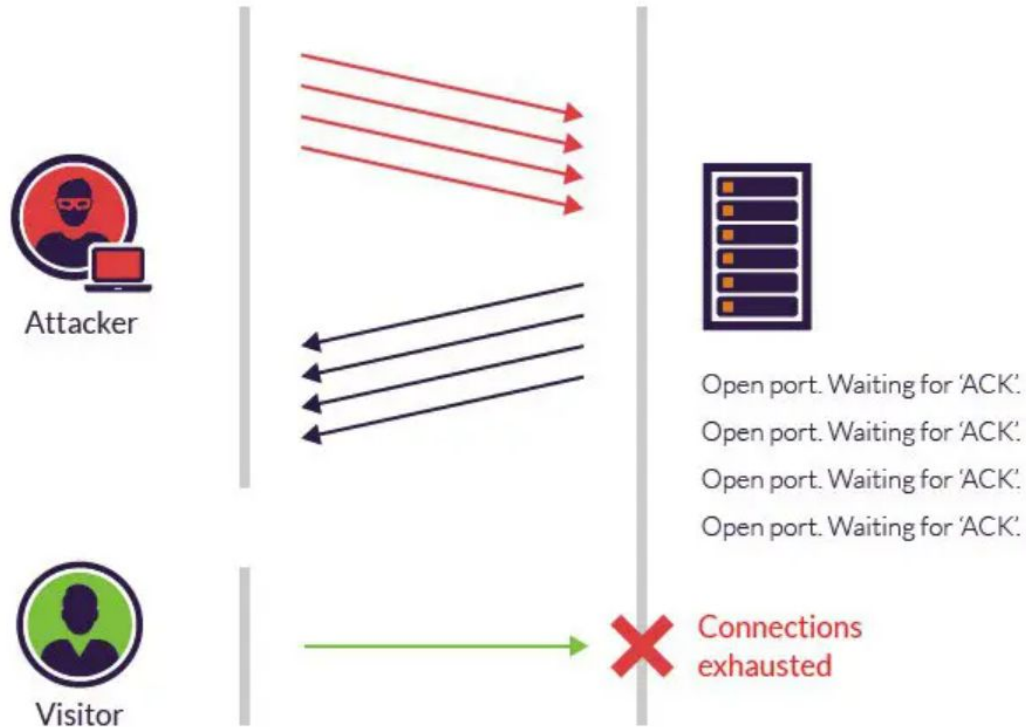 Attacker
Open port. Waiting for ‘ACK’.
Open port. Waiting for ‘ACK’.
Open port. Waiting for ‘ACK’.
Open port. Waiting for ‘ACK’.
Visitor
Connections
exhausted